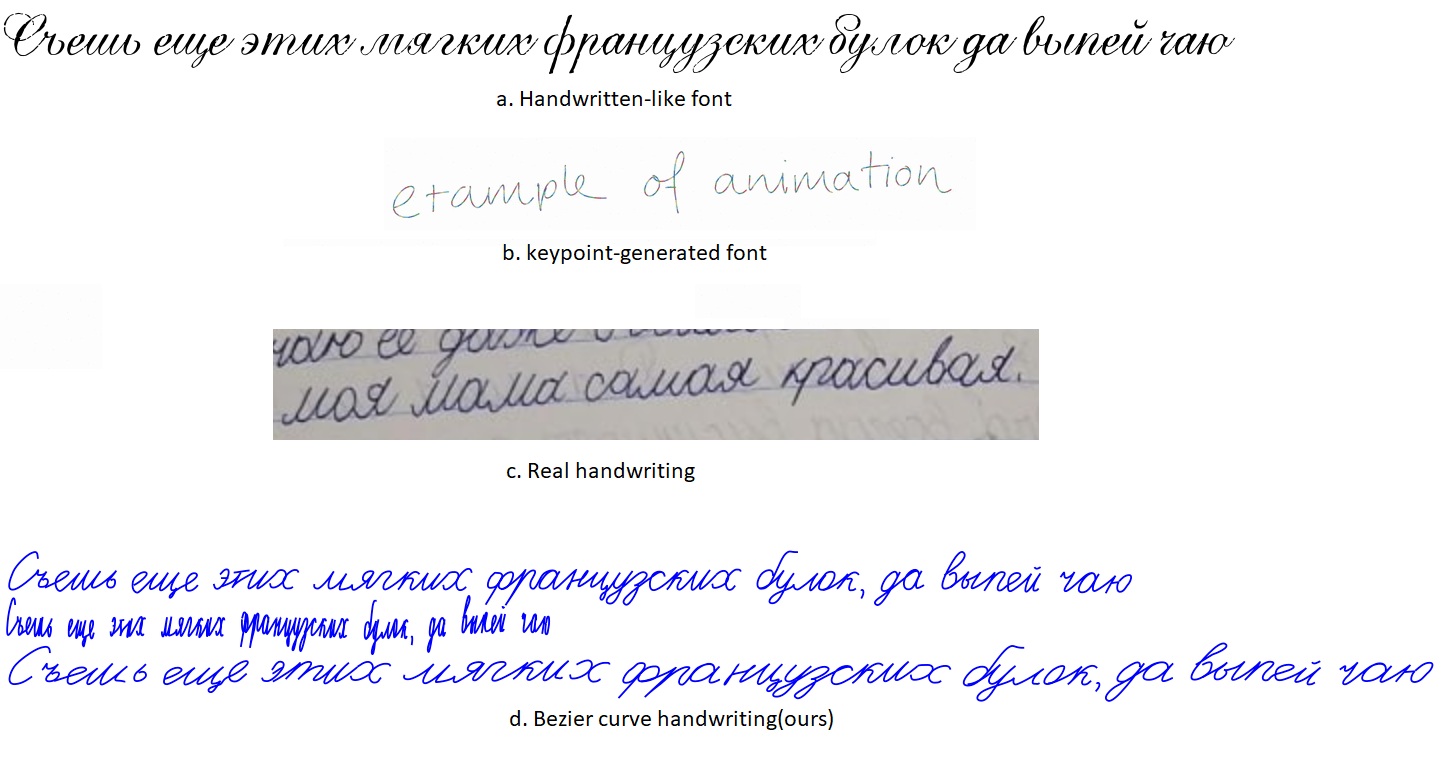 Съешь еще этих мягких французских булок да выпей чаю
a. Handwritten-like font
example of animation
b. keypoint-generated font
чаю ее даже
моя мама самая красивая.
c. Real handwriting
Съешь еще этих мягких французских булок, да выпей чаю
Съешь еще этих мягких французских булок, да выпей чаю
Съешь еще этих мягких французских булок, да выпей чаю
d. Bezier curve handwriting(ours)